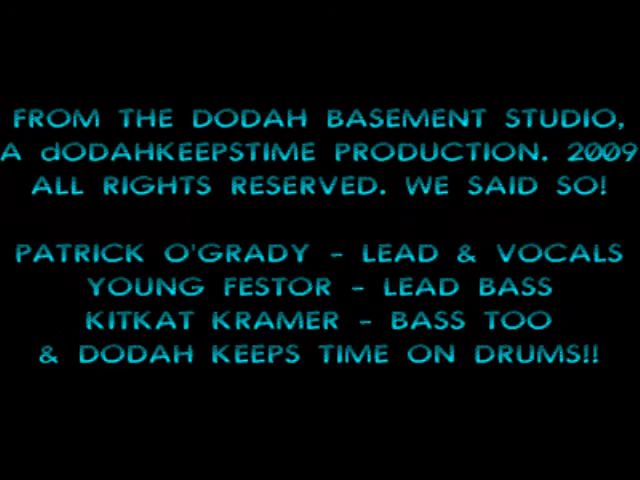 FROM THE DODAH BASEMENT STUDIO,
A dODAHKEEPSTIME PRODUCTION. 2009
ALL RIGHTS RESERVED. WE SAID SO!
PATRICK O'GRADY - LEAD & VOCALS
YOUNG FESTOR - LEAD BASS
KITKAT KRAMER - BASS TOO
& DODAH KEEPS TIME ON DRUMS!!